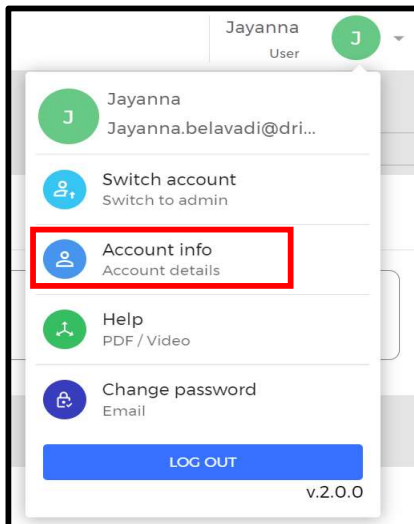 Jayanna
User
J
J
Jayanna
Jayanna.belavadi@dri...
Switch account
Switch to admin
Account info
Account details
Help
PDF / Video
Change password
Email
LOG OUT
v.2.0.0